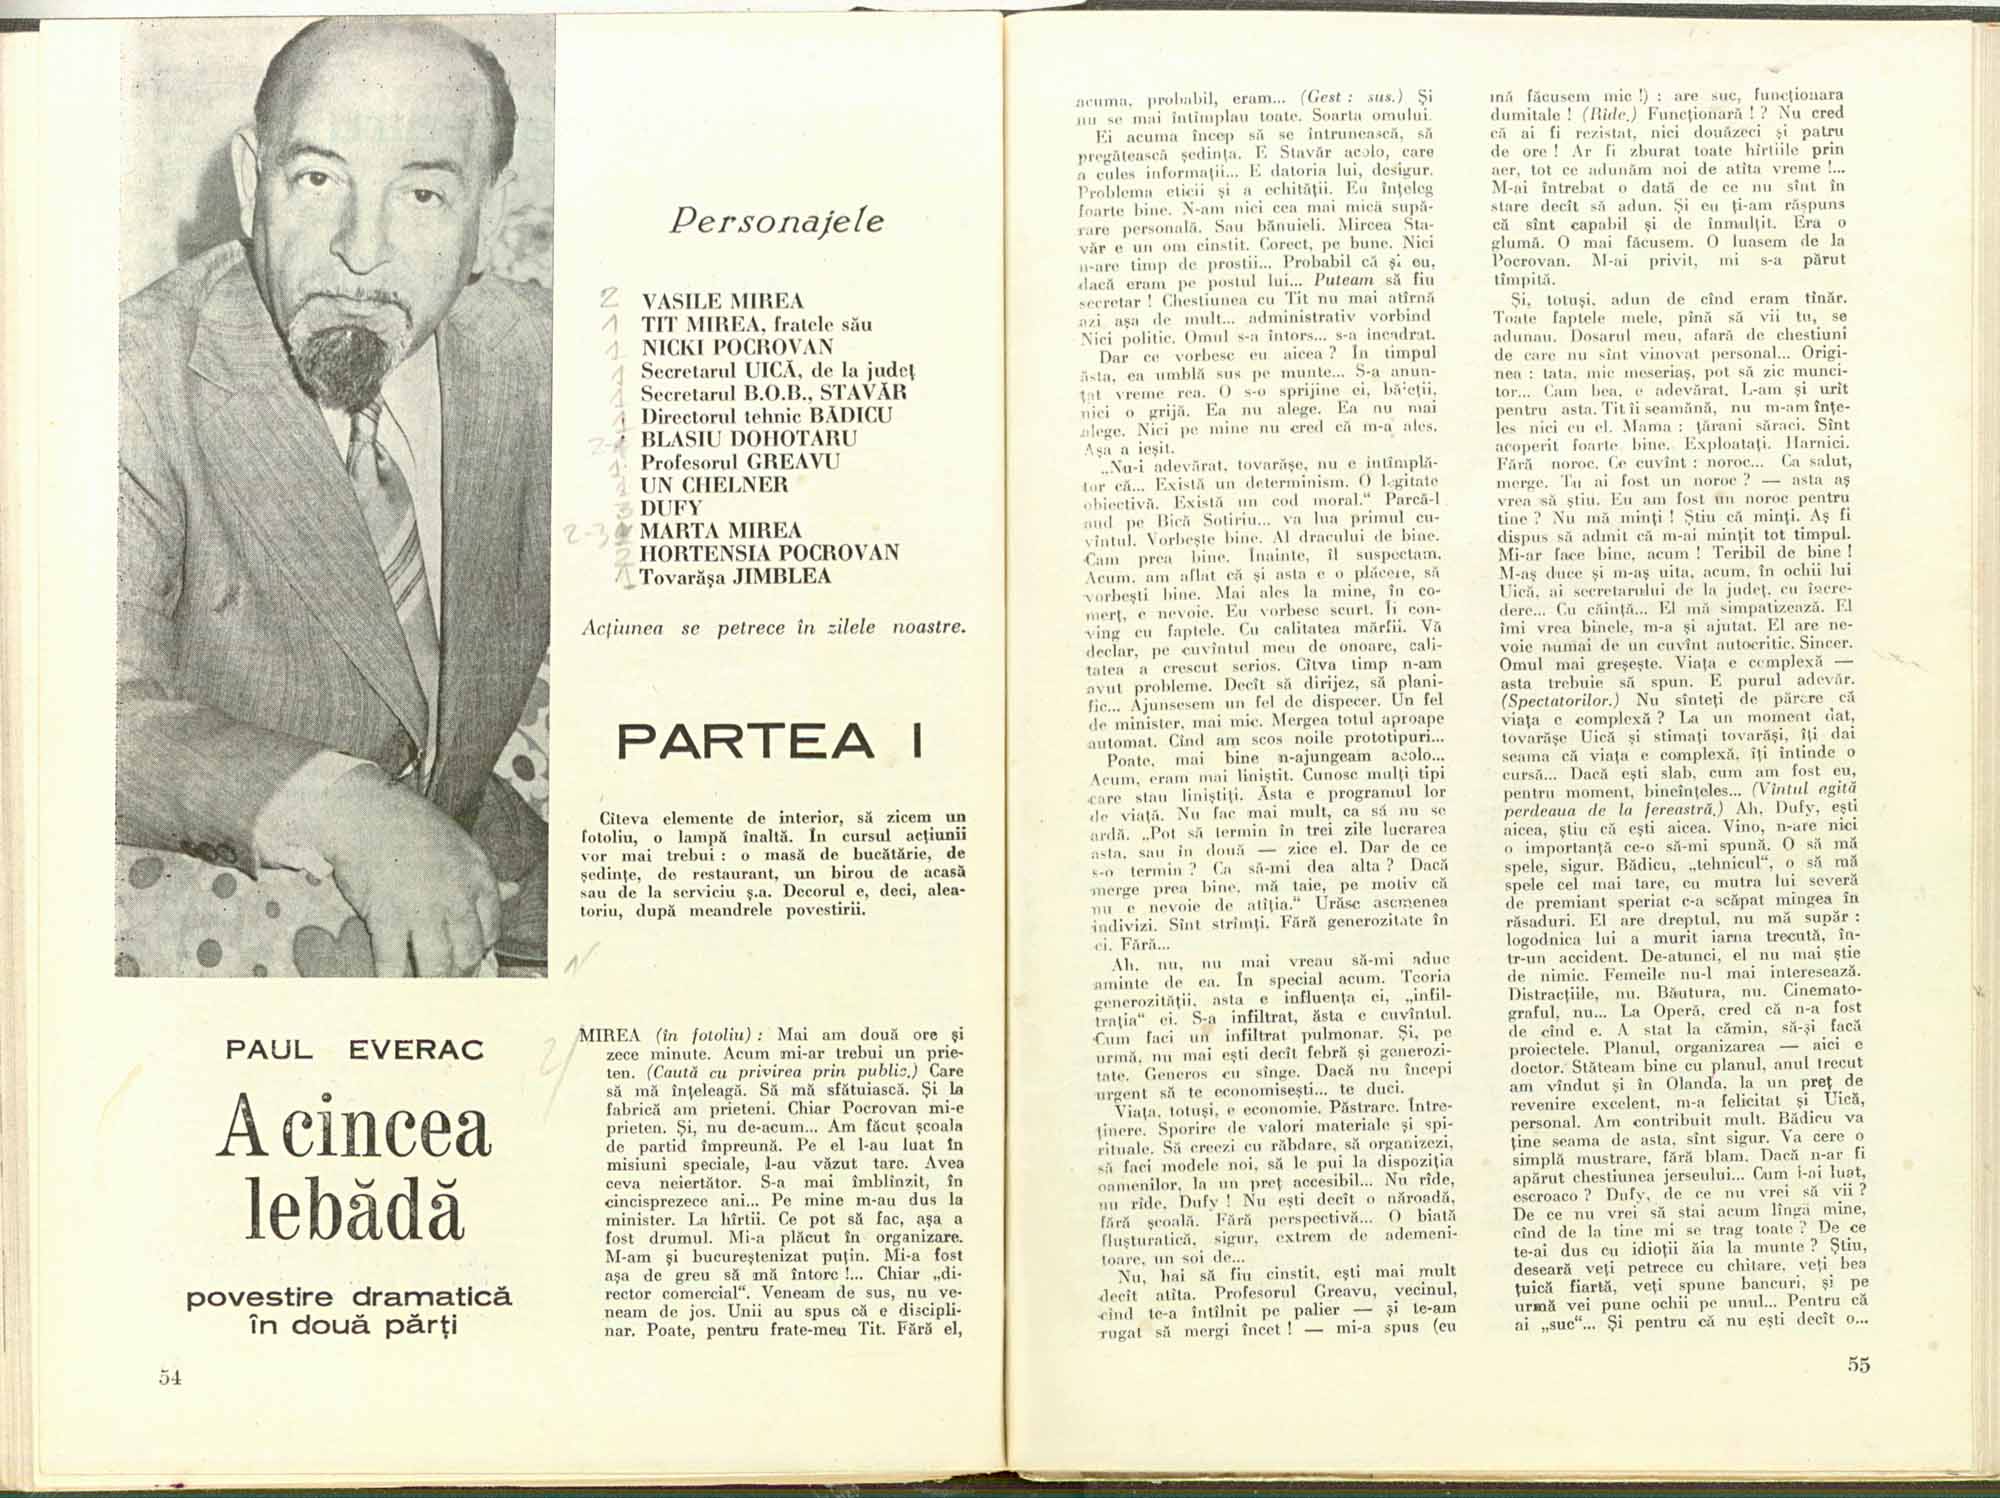 Personajele
2 VASILE MIREA
1 TIT MIREA, fratele său
1 NICKI POCROVAN
1 Secretarul UICĂ, de la județ
1 Secretarul B.O.B., STAVĂR
1 Directorul tehnic BĂDICU
BLASIU DOHOTARU
1 Profesorul GREAVU
1 UN CHELNER
3 DUFY
2-3 MARTA MIREA
2 HORTENSIA POCROVAN
1 Tovarășa JIMBLEA
Acțiunea se petrece în zilele noastre.
PARTEA I
Cîteva elemente de interior, să zicem un
fotoliu, o lampă înaltă. In cursul acțiunii
vor mai trebui : o masă de bucătărie, de
ședințe, de restaurant, un birou de acasă
sau de la serviciu ș.a. Decorul e, deci, alea-
toriu, după meandrele povestirii.
PAUL EVERAC
A cincea
lebădă
povestire dramatică
în două părți
MIREA (în fotoliu) : Mai am două ore și
zece minute. Acum mi-ar trebui un prie-
ten. (Caută cu privirea prin public.) Care
să mă înțeleagă. Să mă sfătuiască. Și la
fabrică am prieteni. Chiar Pocrovan mi-e
prieten. Și, nu de-acum... Am făcut școala
de partid împreună. Pe el l-au luat în
misiuni speciale, l-au văzut tare. Avea
ceva neiertător. S-a mai îmblînzit, în
cincisprezece ani... Pe mine m-au dus la
minister. La hîrtii. Ce pot să fac, așa a
fost drumul. Mi-a plăcut în organizare.
M-am și bucureștenizat puțin. Mi-a fost
așa de greu să mă întorc !... Chiar „di-
rector comercial“. Veneam de sus, nu ve-
neam de jos. Unii au spus că e discipli-
nar. Poate, pentru frate-meu Tit. Fără el,
54
acuma, probabil, eram... (Gest : sus.) Și
nu se mai întîmplau toate. Soarta omului.
Ei acuma încep să se întrunească, să
pregătească ședința. E Stavăr acolo, care
a cules informații... E datoria lui, desigur.
Problema eticii și a echității. Eu înțeleg
foarte bine. N-am nici cea mai mică supă-
rare personală. Sau bănuieli. Mircea Sta-
văr e un om cinstit. Corect, pe bune. Nici
n-are timp de prostii... Probabil că și eu,
dacă eram pe postul lui... Puteam să fiu
secretar ! Chestiunea cu Tit nu mai atîrnă
azi așa de mult... administrativ vorbind
Nici politic. Omul s-a întors... s-a incadrat.
Dar ce vorbesc eu aicea ? In timpul
ăsta, ea umblă sus pe munte... S-a anun-
țat vreme rea. O s-o sprijine ei, băieții,
nici o grijă. Ea nu alege. Ea nu mai
alege. Nici pe mine nu cred că m-a ales.
Așa a ieșit.
„Nu-i adevărat, tovarășe, nu e intîmplă-
tor că... Există un determinism. O legitate
obiectivă. Există un cod moral.“ Parcă-l
aud pe Bică Sotiriu... va lua primul cu-
vîntul. Vorbește bine. Al dracului de bine.
Cam prea bine. Inainte, îl suspectam.
Acum, am aflat că și asta e o plăcere, să
vorbești bine. Mai ales la mine, în co-
merț, e nevoie. Eu vorbesc scurt. Ii con-
ving cu faptele. Cu calitatea mărfii. Vă
declar, pe cuvîntul meu de onoare, cali-
tatea a crescut serios. Cîtva timp n-am
avut probleme. Decît să dirijez, să plani-
fic... Ajunsesem un fel de dispecer. Un fel
de minister, mai mic. Mergea totul aproape
automat. Cînd am scos noile prototipuri...
Poate, mai bine n-ajungeam acolo...
Acum, eram mai liniștit. Cunosc mulți tipi
care stau liniștiți. Ăsta e programul lor
de viață. Nu fac mai mult, ca să nu se
ardă. „Pot să termin în trei zile lucrarea
asta, sau în două — zice el. Dar de ce
s-o termin ? Ca să-mi dea alta ? Dacă
merge prea bine, mă taie, pe motiv că
nu e nevoie de atîția.“ Urăsc asemenea
indivizi. Sînt strîmți. Fără generozitate în
ei. Fără...
Ah, nu, nu mai vreau să-mi aduc
aminte de ea. În special acum. Teoria
generozității, asta e influența ei, „infil-
trația“ ei. S-a infiltrat, ăsta e cuvîntul.
Cum faci un infiltrat pulmonar. Și, pe
urmă, nu mai ești decît febră și generozi-
tate. Generos cu sînge. Dacă nu începi
urgent să te economisești... te duci.
Viața, totuși, e economie. Păstrare. Între-
ținere. Sporire de valori materiale și spi-
rituale. Să creezi cu răbdare, să organizezi,
să faci modele noi, să le pui la dispoziția
oamenilor, la un preț accesibil... Nu rîde,
nu rîde, Dufy ! Nu ești decît o năroadă,
fără școală. Fără perspectivă... O biată
flușturatică, sigur, extrem de ademeni-
toare, un soi de...
Nu, hai să fiu cinstit, ești mai mult
decît atîta. Profesorul Greavu, vecinul,
cînd te-a întîlnit pe palier — și te-am
rugat să mergi încet ! — mi-a spus (cu
mă făcusem mic !) : are suc, funcționara
dumitale ! (Ride.) Funcționară ! ? Nu cred
că ai fi rezistat, nici douăzeci și patru
de ore ! Ar fi zburat toate hîrtiile prin
aer, tot ce adunăm noi de atîta vreme !...
M-ai întrebat o dată de ce nu sînt în
stare decît să adun. Și eu ți-am răspuns
că sînt capabil și de înmulțit. Era o
glumă. O mai făcusem. O luasem de la
Pocrovan. M-ai privit, mi s-a părut
tîmpită.
Și, totuși, adun de cînd eram tînăr.
Toate faptele mele, pînă să vii tu, se
adunau. Dosarul meu, afară de chestiuni
de care nu sînt vinovat personal... Origi-
nea : tata, mic meseriaș, pot să zic munci-
tor... Cam bea, e adevărat. L-am și urît
pentru asta. Tit îi seamănă, nu m-am înțe-
les nici cu el. Mama : țărani săraci. Sînt
acoperit foarte bine. Exploatați. Harnici.
Fără noroc. Ce cuvînt : noroc... Ca salut,
merge. Tu ai fost un noroc ? — asta aș
vrea să știu. Eu am fost un noroc pentru
tine ? Nu mă minți ! Știu că minți. Aș fi
dispus să admit că m-ai mințit tot timpul.
Mi-ar face bine, acum ! Teribil de bine !
M-aș duce și m-aș uita, acum, în ochii lui
Uică, ai secretarului de la județ, cu încre-
dere... Cu căință... El mă simpatizează. El
îmi vrea binele, m-a și ajutat. El are ne-
voie numai de un cuvînt autocritic. Sincer.
Omul mai greșește. Viața e complexă —
asta trebuie să spun. E purul adevăr.
(Spectatorilor.) Nu sînteți de părere că
viața e complexă ? La un moment dat,
tovarășe Uică și stimați tovarăși, îți dai
seama că viața e complexă, îți întinde o
cursă... Dacă ești slab, cum am fost eu,
pentru moment, bineînțeles... (Vîntul agită
perdeaua de la fereastră.) Ah, Dufy, ești
aicea, știu că ești aicea. Vino, n-are nici
o importanță ce-o să-mi spună. O să mă
spele, sigur. Bădicu, „tehnicul“, o să mă
spele cel mai tare, cu mutra lui severă
de premiant speriat c-a scăpat mingea în
răsaduri. El are dreptul, nu mă supăr :
logodnica lui a murit iarna trecută, în-
tr-un accident. De-atunci, el nu mai știe
de nimic. Femeile nu-l mai interesează.
Distracțiile, nu. Băutura, nu. Cinemato-
graful, nu... La Operă, cred că n-a fost
de cînd e. A stat la cămin, să-și facă
proiectele. Planul, organizarea — aici e
doctor. Stăteam bine cu planul, anul trecut
am vîndut și în Olanda, la un preț de
revenire excelent, m-a felicitat și Uică,
personal. Am contribuit mult. Bădicu va
ține seama de asta, sînt sigur. Va cere o
simplă mustrare, fără blam. Dacă n-ar fi
apărut chestiunea jerseului... Cum i-ai luat,
escroaco ? Dufy, de ce nu vrei să vii ?
De ce nu vrei să stai acum lîngă mine,
cînd de la tine mi se trag toate ? De ce
te-ai dus cu idioții ăia la munte ? Știu,
deseară veți petrece cu chitare, veți bea
țuică fiartă, veți spune bancuri, și pe
urmă vei pune ochii pe unul... Pentru că
ai „suc“... Și pentru că nu ești decît o...
55